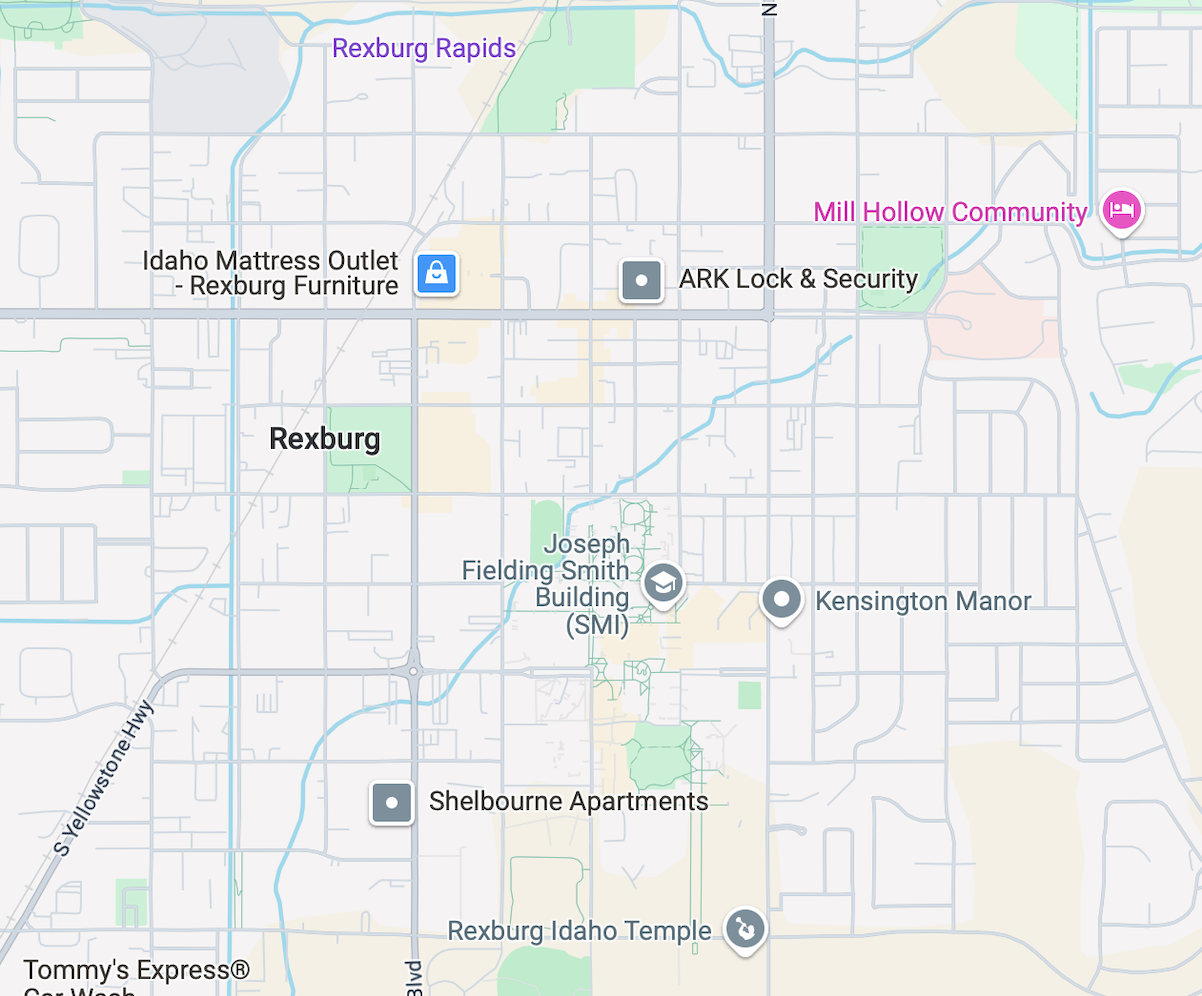 N
Rexburg Rapids
Mill Hollow Community
Idaho Mattress Outlet
- Rexburg Furniture
ARK Lock & Security
Rexburg
Joseph
Fielding Smith
Building
(SMI)
Kensington Manor
S Yellowstone Hwy
Shelbourne Apartments
Rexburg Idaho Temple
Tommy's Express®
Car Wash
Blvd